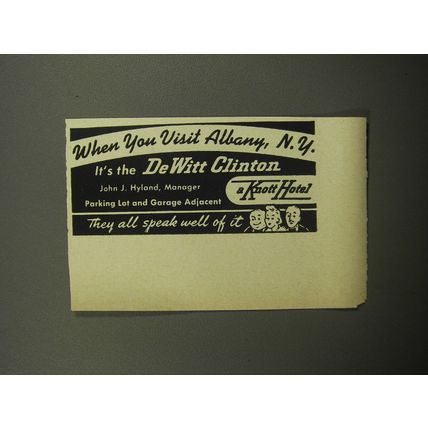 When You Visit Albany, N.Y.
It's the DeWitt Clinton
John J. Hyland, Manager
a Knott Hotel
Parking Lot and Garage Adjacent
They all speak well of it